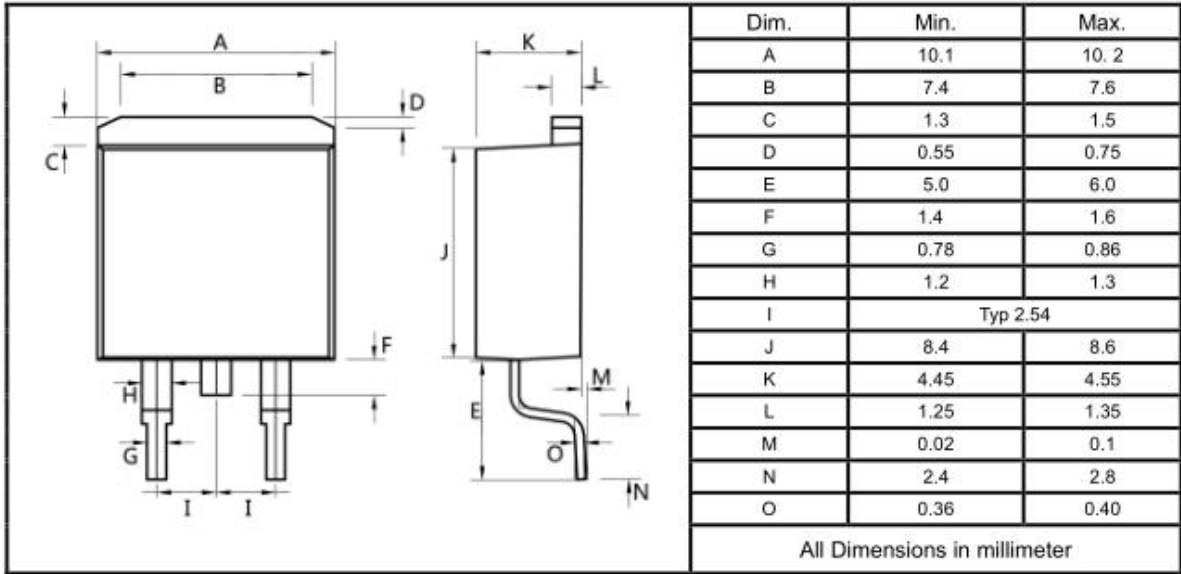 A
B
C
D
F
H
G
I I
K
L
J
E
M
O
N
Dim. Min. Max.
A 10.1 10. 2
B 7.4 7.6
C 1.3 1.5
D 0.55 0.75
E 5.0 6.0
F 1.4 1.6
G 0.78 0.86
H 1.2 1.3
I Typ 2.54
J 8.4 8.6
K 4.45 4.55
L 1.25 1.35
M 0.02 0.1
N 2.4 2.8
O 0.36 0.40
All Dimensions in millimeter